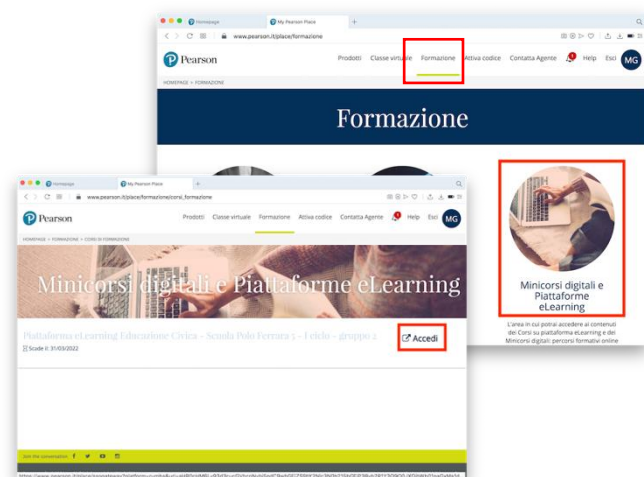 Homepage
My Pearson Place
www.pearson.it/place/formazione
Pearson
Prodotti Classe virtuale Formazione Attiva codice Contatta Agente Help Esci MG
HOMEPAGE > FORMAZIONE
Formazione
Minicorsi digitali e
Piattaforme
eLearning
L'area in cui potrai accedere ai contenuti
dei Corsi su piattaforma eLearning e dei
Minicorsi digitali: percorsi formativi online
Homepage
My Pearson Place
www.pearson.it/place/formazione/corsi_formazione
Pearson
Prodotti Classe virtuale Formazione Attiva codice Contatta Agente Help Esci MG
HOMEPAGE > FORMAZIONE > CORSI DI FORMAZIONE
Minicorsi digitali e Piattaforme eLearning
Piattaforma eLearning Educazione Civica - Scuola Polo Ferrara 5 - I ciclo - gruppo 2
Accedi
Scade il: 31/03/2022
Join the conversation